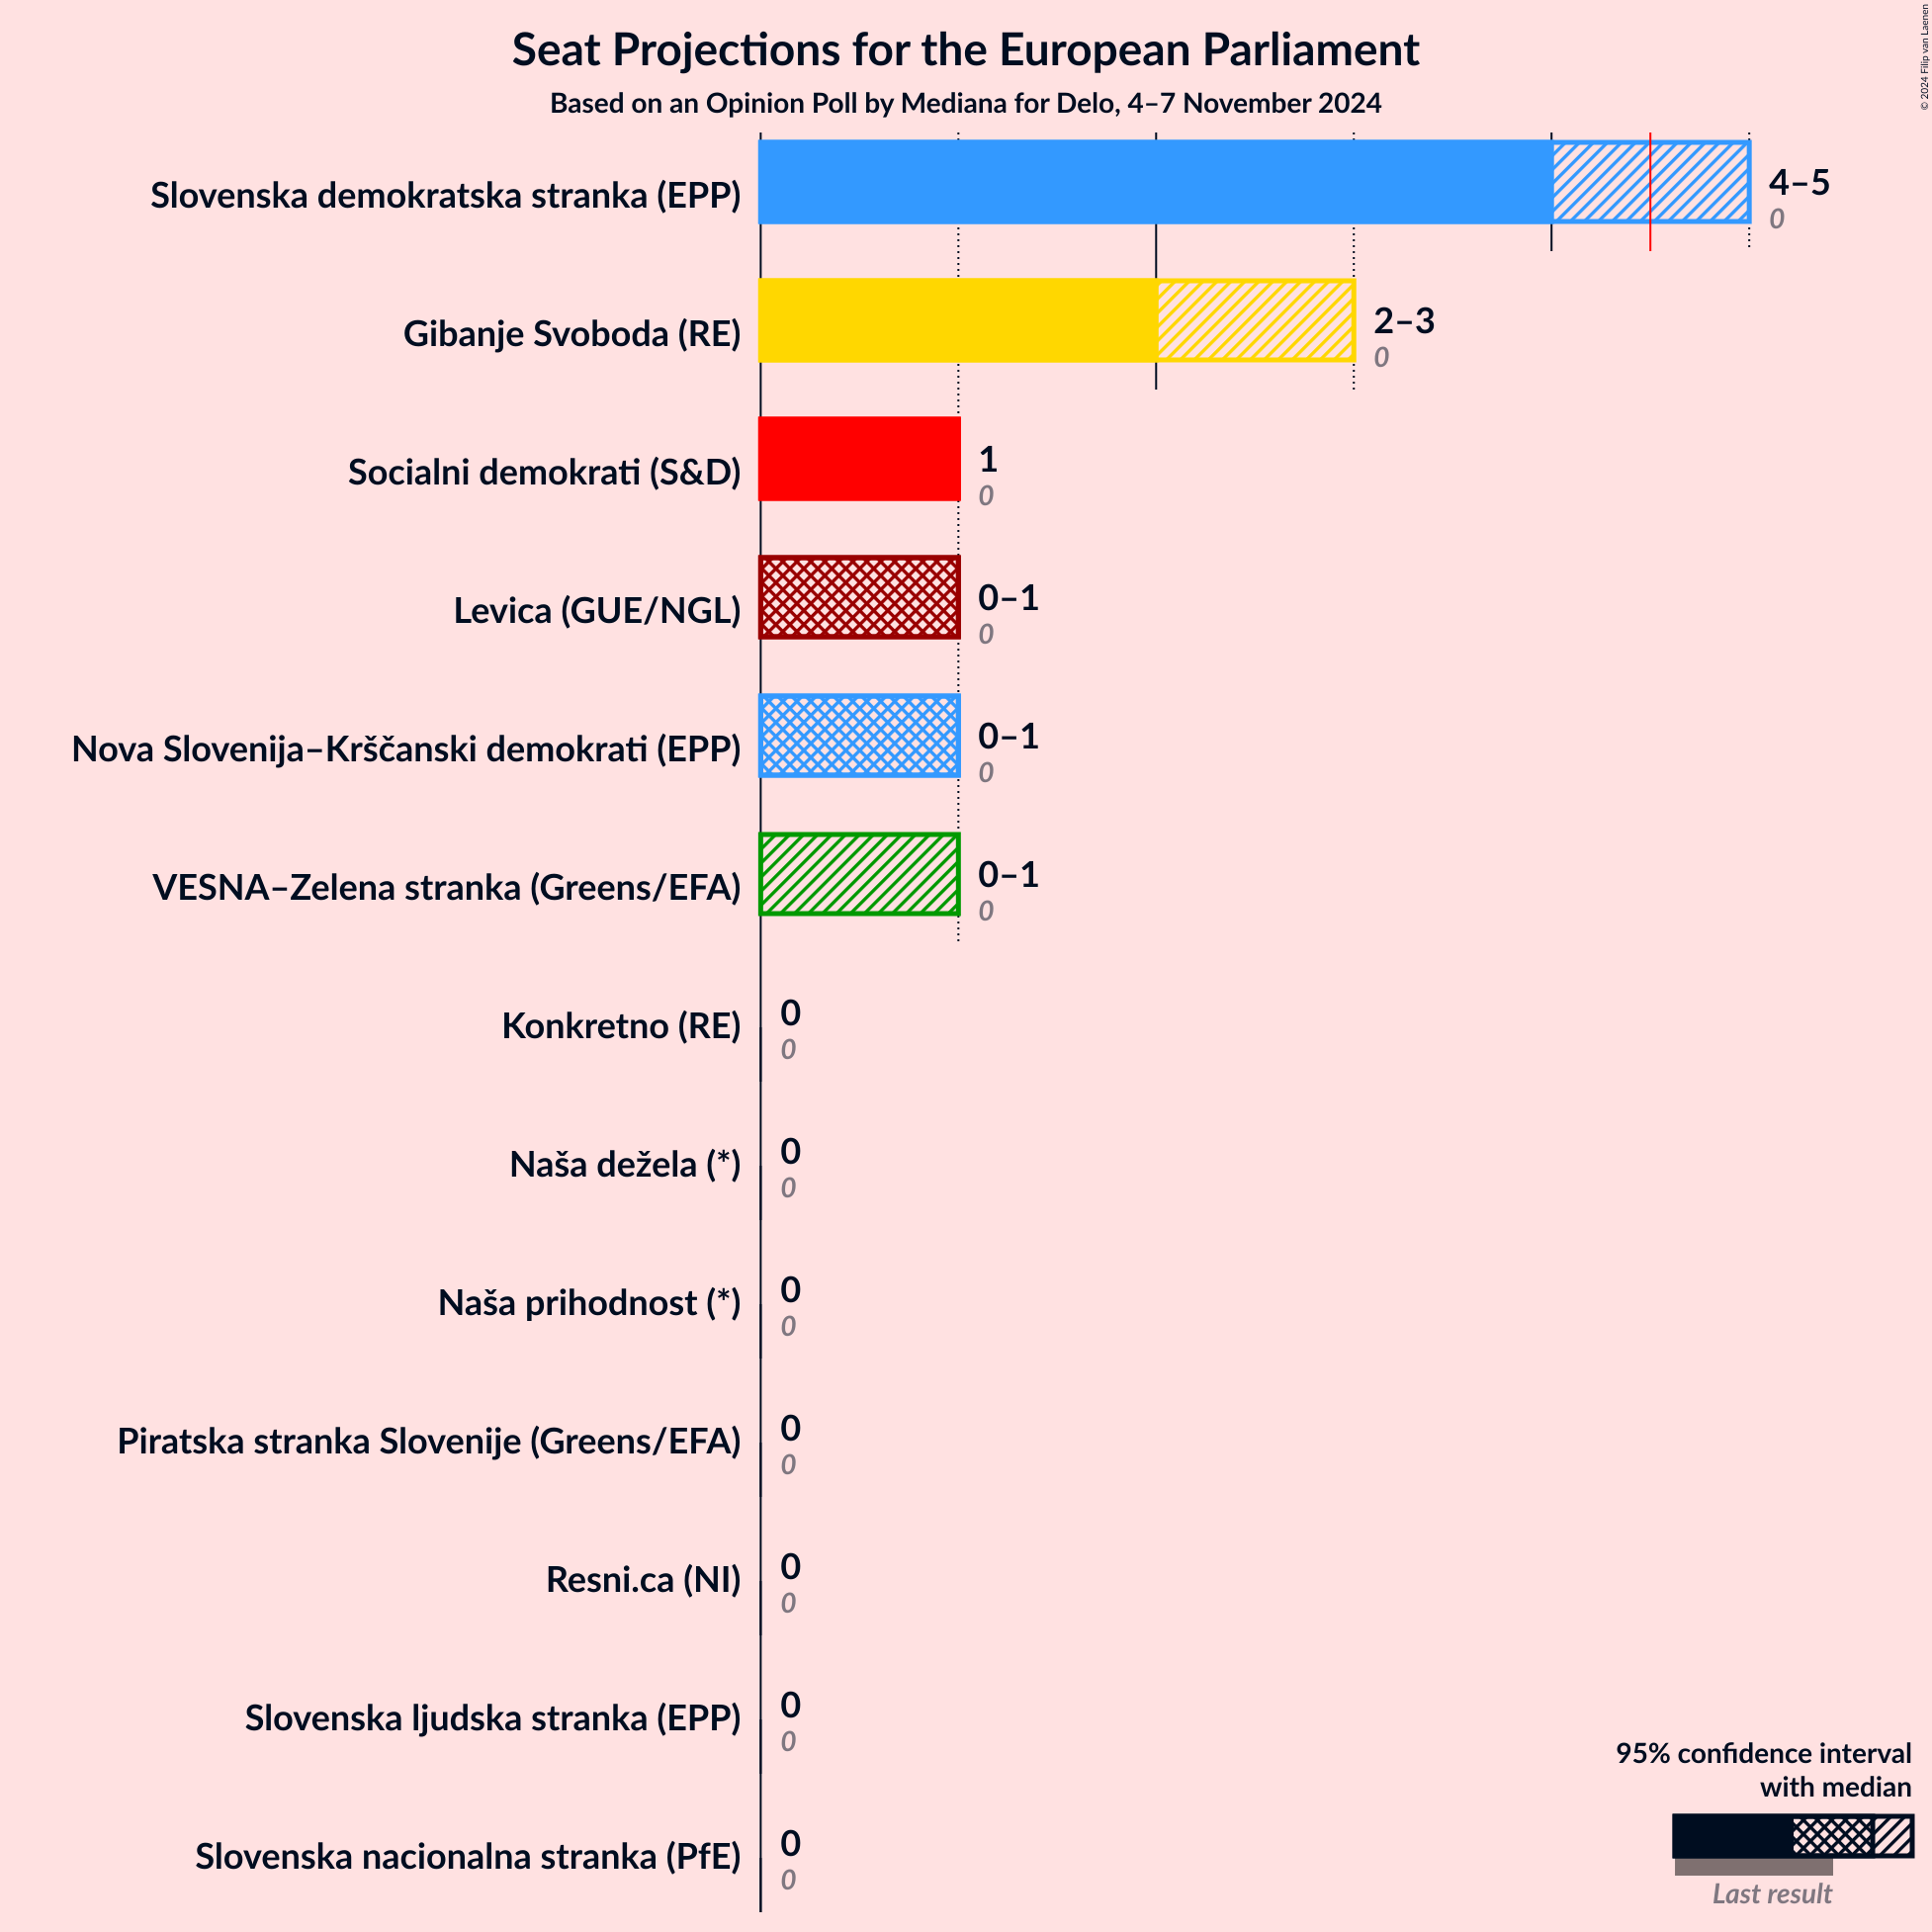 Seat Projections for the European Parliament
Based on an Opinion Poll by Mediana for Delo, 4–7 November 2024
© 2024 Filip van Laenen
Slovenska demokratska stranka (EPP)
4–5
0
Gibanje Svoboda (RE)
2–3
0
Socialni demokrati (S&D)
1
0
Levica (GUE/NGL)
0–1
0
Nova Slovenija–Krščanski demokrati (EPP)
0–1
0
VESNA–Zelena stranka (Greens/EFA)
0–1
0
Konkretno (RE)
0
0
Naša dežela (*)
0
0
Naša prihodnost (*)
0
0
Piratska stranka Slovenije (Greens/EFA)
0
0
Resni.ca (NI)
0
0
Slovenska ljudska stranka (EPP)
0
0
Slovenska nacionalna stranka (PfE)
0
0
95% confidence interval
with median
Last result